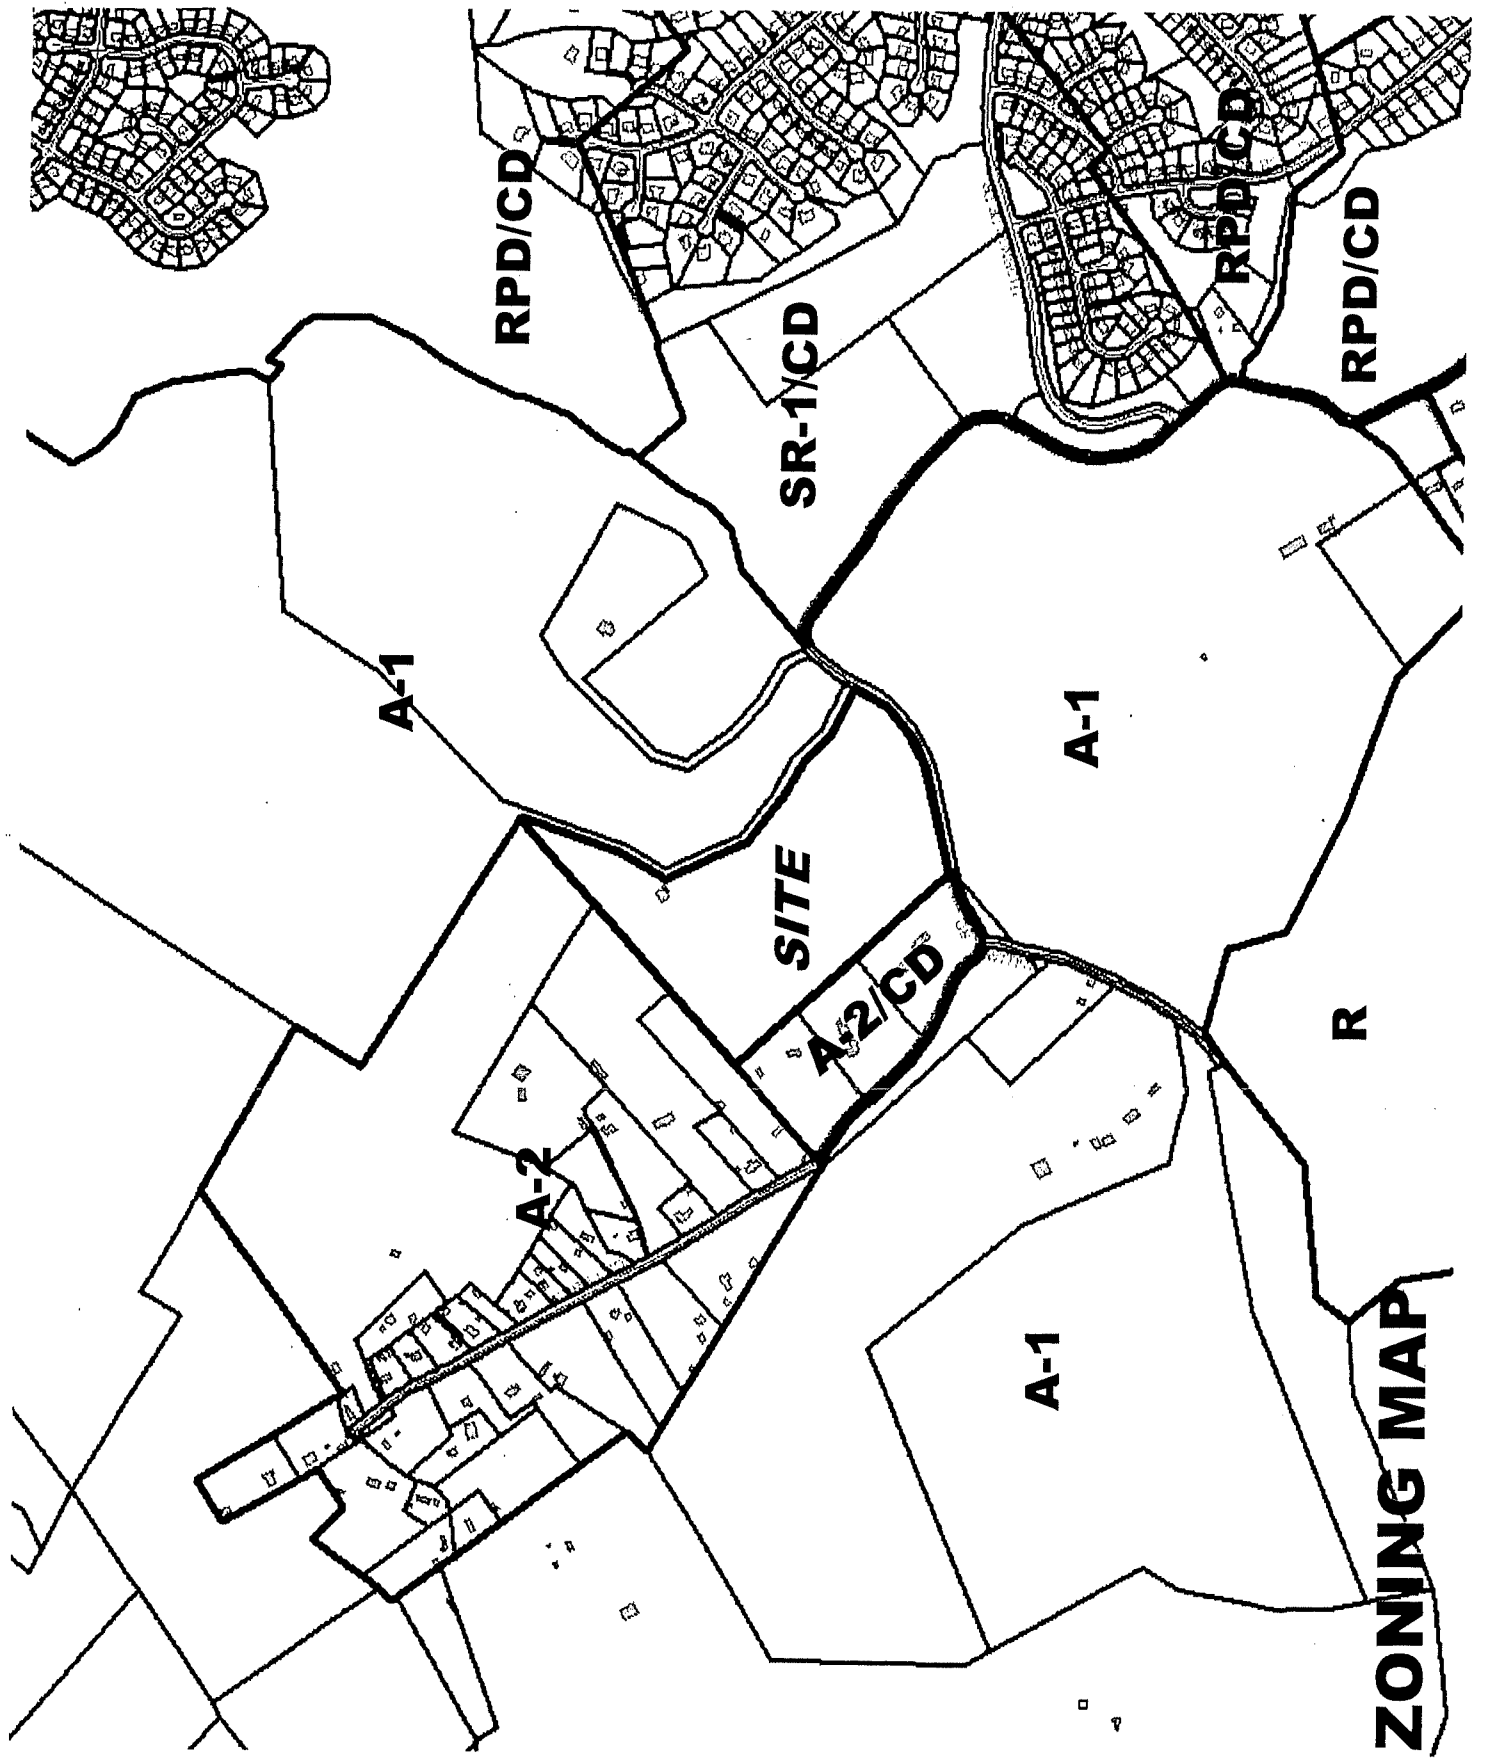 RPD/CD
RPD/CD
RPD/CD
SR-1/CD
A-1
A-1
SITE
A-2/CD
A-2
R
A-1
ZONING MAP